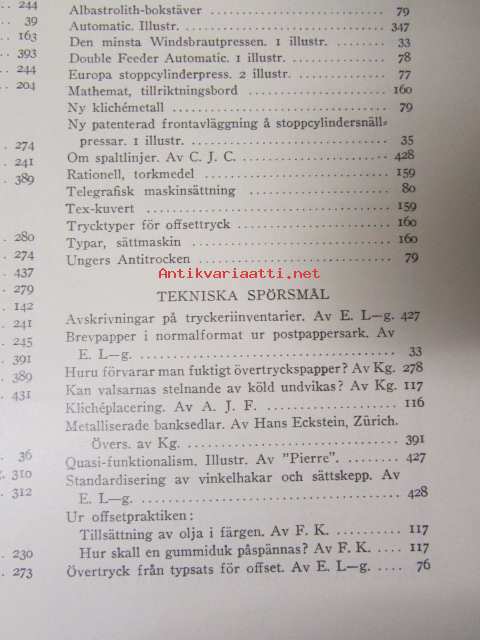 .. 244
.. 39
.. 163
.. 393
.. 244
.. 204
. 274
. 241
. 389
. 280
. 274
. 437
. 279
. 142
. 241
. 245
. 391
. 389
. 431
. 36
. 310
. 312
.. 230
.. 273
Albastrolith-bokstäver ........ 79
Automatic. Illustr. ........ 347
Den minsta Windsbrautpressen. 1 illustr. ........ 33
Double Feeder Automatic. 1 illustr. ........ 78
Europa stoppcylinderpress. 2 illustr. ........ 77
Mathemat, tillriktningsbord ........ 160
Ny klichémetall ........ 79
Ny patenterad frontavläggning å stoppcylindersnäll-
pressar. 1 illustr. ........ 35
Om spaltlinjer. Av C. J. C. ........ 428
Rationell, torkmedel ........ 159
Telegrafisk maskinsättning ........ 80
Tex-kuvert ........ 159
Trycktyper för offsettryck ........ 160
Typar, sättmaskin ........ 160
Ungers Antitrocken ........ 79
Antikvariaatti.net
TEKNISKA SPÖRSMÅL
Avskrivningar på tryckeriinventarier. Av E. L—g. 427
Brevpapper i normalformat ur postpappersark. Av
E. L—g. ........ 33
Huru förvarar man fuktigt övertryckspapper? Av Kg. 278
Kan valsarnas stelnande av köld undvikas? Av Kg. 117
Klichéplacering. Av A. J. F. ........ 116
Metalliserade banksedlar. Av Hans Eckstein, Zürich.
Övers. av Kg. ........ 391
Quasi-funktionalism. Illustr. Av "Pierre". ........ 427
Standardisering av vinkelhakar och sättskepp. Av
E. L—g. ........ 428
Ur offsetpraktiken:
Tillsättning av olja i färgen. Av F. K. ........ 117
Hur skall en gummiduk påspännas? Av F. K. .... 117
Övertryck från typsats för offset. Av E. L—g. .... 76